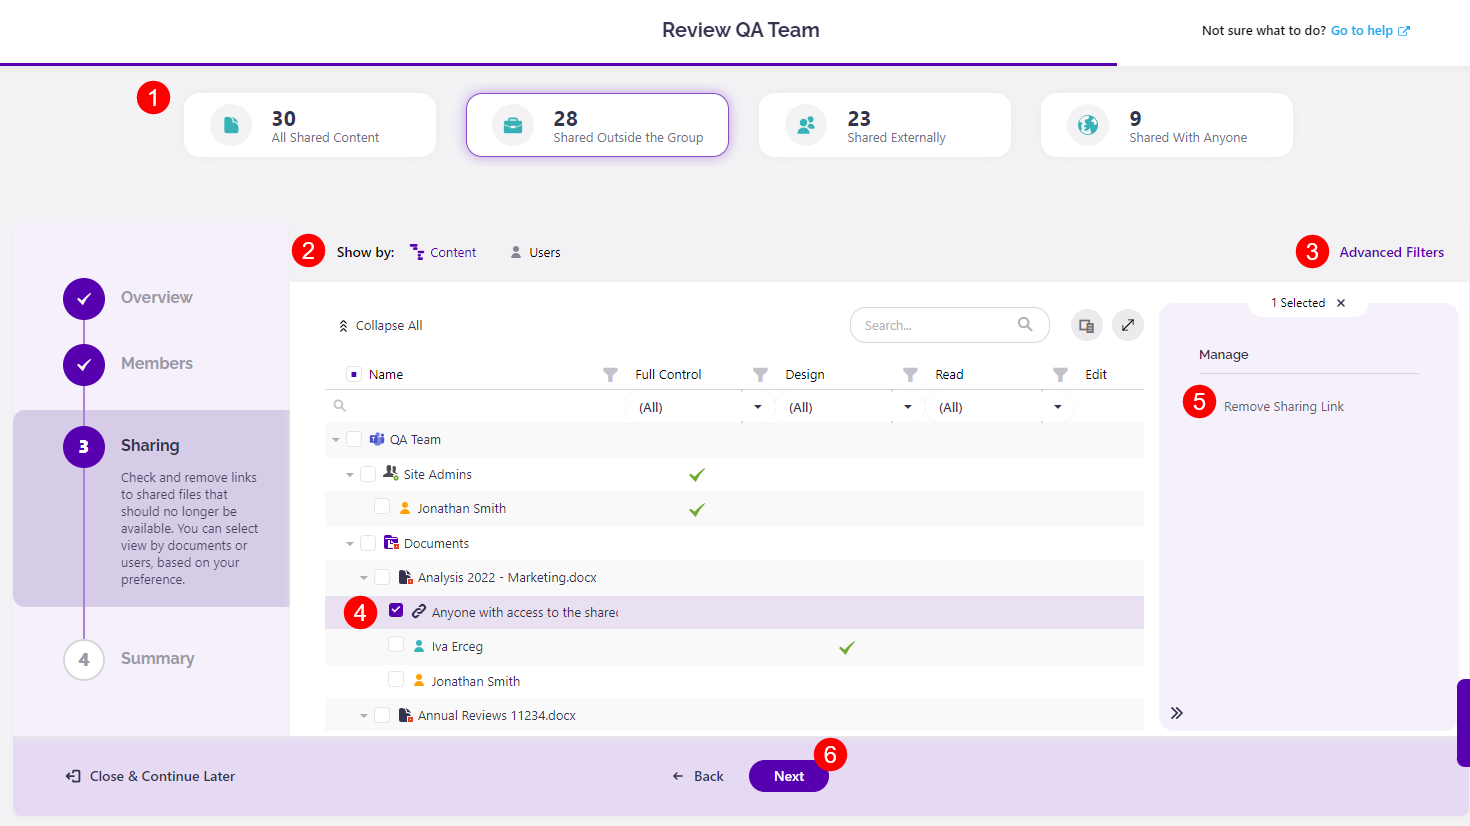 Review QA Team
Not sure what to do? Go to help
1
30
All Shared Content
28
Shared Outside the Group
23
Shared Externally
9
Shared With Anyone
2
Show by:
Content
Users
3
Advanced Filters
Overview
Members
3
Sharing
Check and remove links
to shared files that
should no longer be
available. You can select
view by documents or
users, based on your
preference.
4
Summary
Collapse All
Search...
Name
Full Control
Design
Read
Edit
(All)
(All)
(All)
QA Team
Site Admins
Jonathan Smith
Documents
Analysis 2022 - Marketing.docx
4
Anyone with access to the shared
Iva Erceg
Jonathan Smith
Annual Reviews 11234.docx
1 Selected
Manage
5
Remove Sharing Link
Close & Continue Later
Back
Next
6